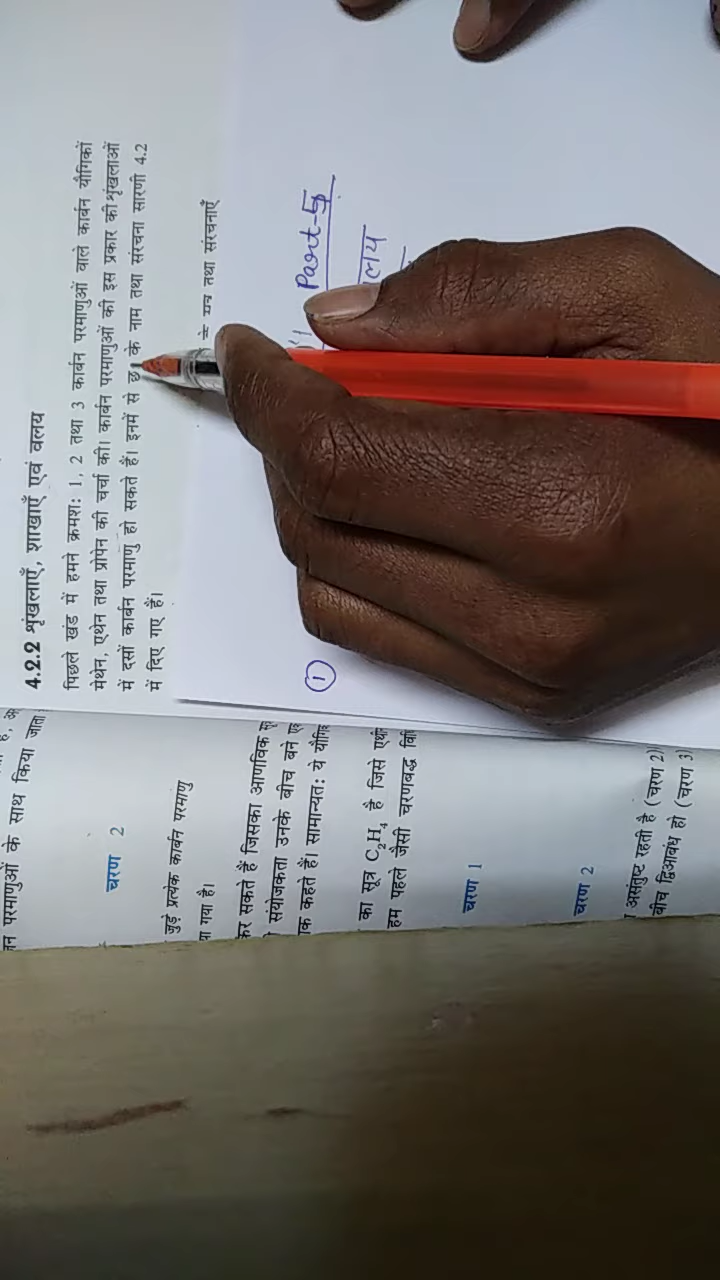 4.2.2 श्रृंखलाएँ, शाखाएँ एवं वलय
पिछले खंड में हमने क्रमश: 1, 2 तथा 3 कार्बन परमाणुओं वाले कार्बन यौगिकों
मेथेन, एथेन तथा प्रोपेन की चर्चा की। कार्बन परमाणुओं की इस प्रकार की श्रृंखलाओं
में दसों कार्बन परमाणु हो सकते हैं। इनमें से के नाम तथा संरचना सारणी 4.2
में दिए गए हैं।
तथा संरचनाएँ
Part-5
लय
1
परमाणुओं के साथ किया जाता
चरण 2
जुड़े प्रत्येक कार्बन परमाणु
गया है।
कर सकते हैं जिसका आणविक
संयोजकता उनके बीच बने
कहते हैं। सामान्यत: ये
का सूत्र C₂H₄ है जिसे
हम पहले जैसी चरणबद्ध
चरण 1
चरण 2
असंतुष्ट रहती है (चरण 2)
बीच द्विआबंध हो (चरण 3)